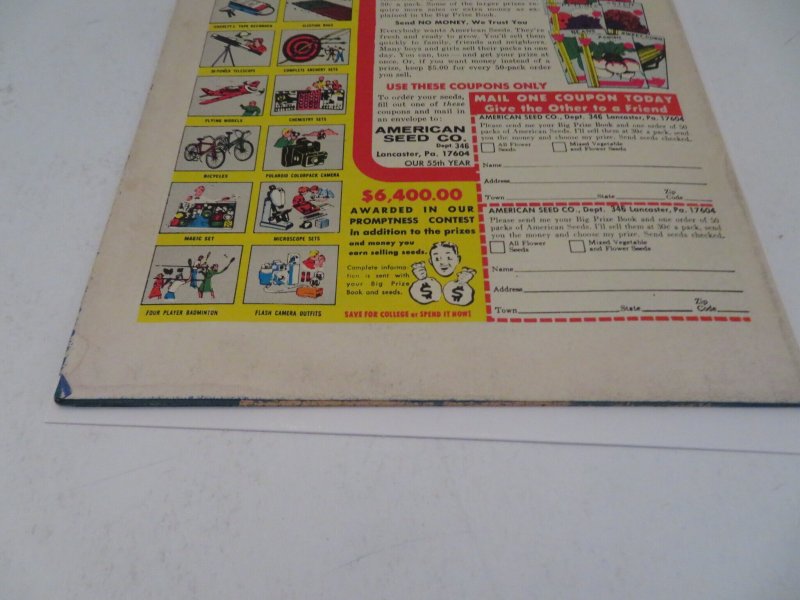 COMPLETE TAPE RECORDER
SLEEPING BAGS
30-POWER TELESCOPE
COMPLETE ARCHERY SETS
FLYING MODELS
CHEMISTRY SETS
BICYCLES
POLAROID COLORPACK CAMERA
MAGIC SET
MICROSCOPE SETS
FOUR PLAYER BADMINTON
FLASH CAMERA OUTFITS
5c a pack. Some of the larger prizes re-
quire more sales or extra money as ex-
plained in the Big Prize Book.
Send NO MONEY. We Trust You
Everybody wants American Seeds. They're
fresh and ready to grow. You'll sell them
quickly to family, friends and neighbors.
Many boys and girls sell their packs in one
day. You can, too — and get your prize at
once. Or, if you want money instead of a
prize, keep $5.00 for every 50-pack order
you sell.
USE THESE COUPONS ONLY
To order your seeds,
fill out one of these
coupons and mail in
an envelope to:
AMERICAN
SEED CO.
Dept. 346
Lancaster, Pa. 17604
OUR 55th YEAR
$6,400.00
AWARDED IN OUR
PROMPTNESS CONTEST
In addition to the prizes
and money you
earn selling seeds.
Complete informa-
tion is sent with
your Big Prize
Book and seeds.
$ $
SAVE FOR COLLEGE or SPEND IT NOW!
MAIL ONE COUPON TODAY
Give the Other to a Friend
AMERICAN SEED CO., Dept. 346 Lancaster, Pa. 17604
Please send me your Big Prize Book and one order of 50
packs of American Seeds. I'll sell them at 50c a pack, send
you the money and choose my prize. Send seeds checked.
All Flower
Seeds
Mixed Vegetable
and Flower Seeds
Name
Address
Town State Zip Code
AMERICAN SEED CO., Dept. 346 Lancaster, Pa. 17604
Please send me your Big Prize Book and one order of 50
packs of American Seeds. I'll sell them at 50c a pack, send
you the money and choose my prize. Send seeds checked.
All Flower
Seeds
Mixed Vegetable
and Flower Seeds
Name
Address
Town State Zip Code